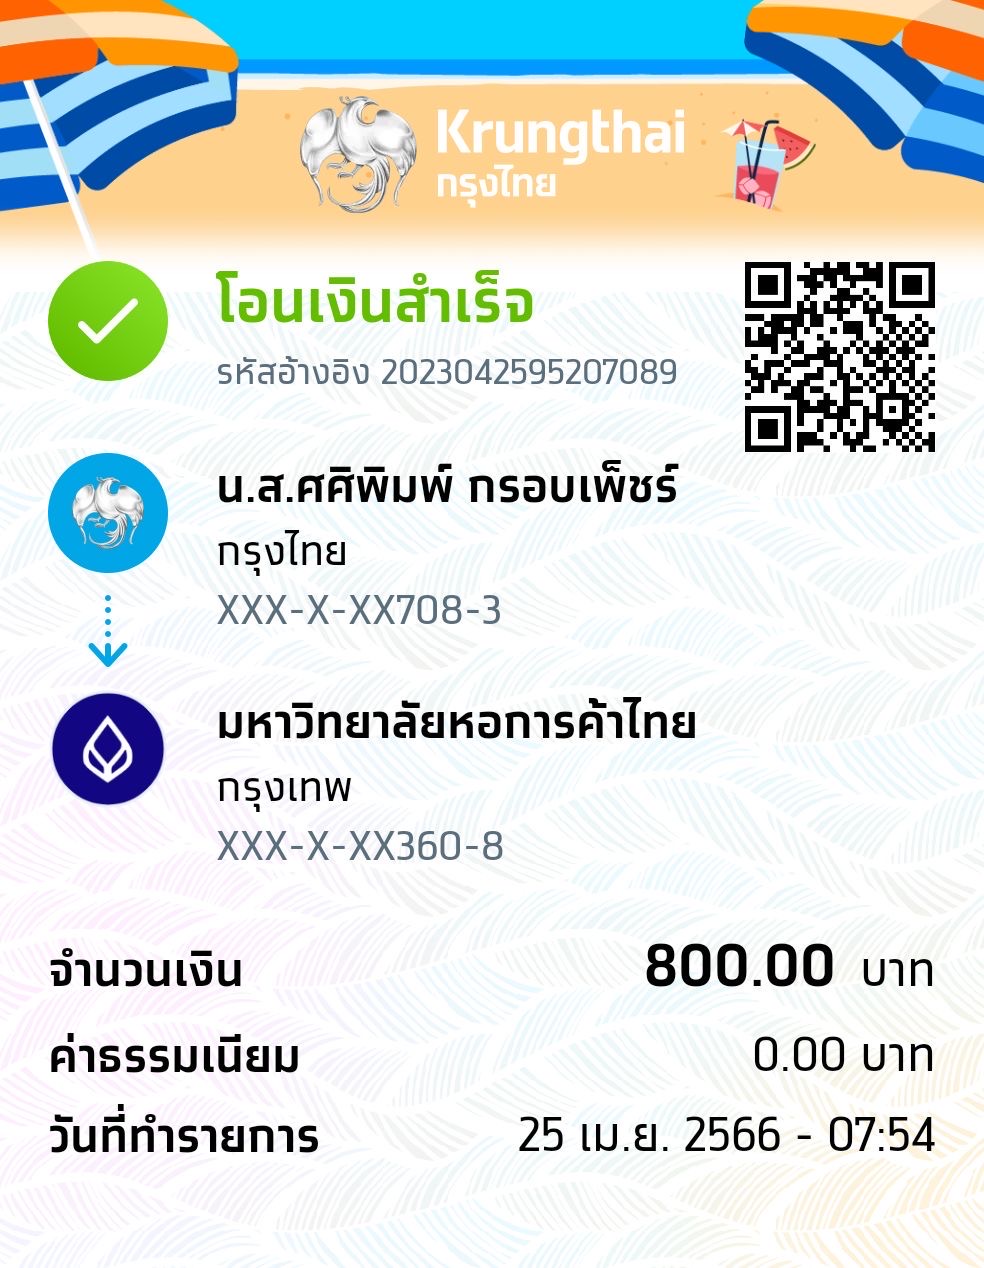 Krungthai
กรุงไทย
โอนเงินสำเร็จ
รหัสอ้างอิง 2023042595207089
น.ส.ศศิพิมพ์ กรอบเพ็ชร์
กรุงไทย
XXX-X-XX708-3
มหาวิทยาลัยหอการค้าไทย
กรุงเทพ
XXX-X-XX360-8
จำนวนเงิน 800.00 บาท
ค่าธรรมเนียม 0.00 บาท
วันที่ทำรายการ 25 เม.ย. 2566 - 07:54